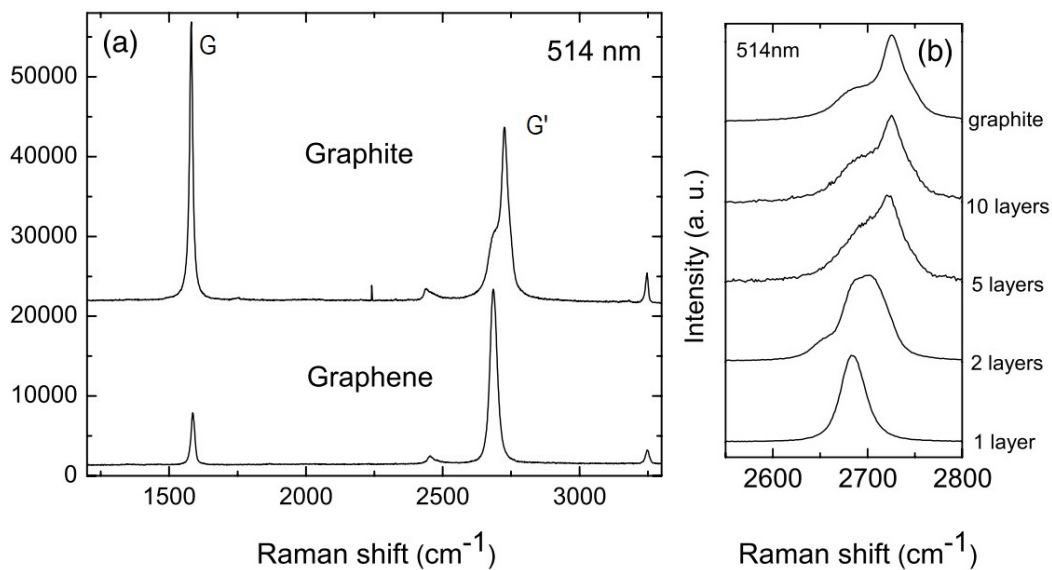 (a)
G
514 nm
50000
40000
30000
20000
10000
0
Graphite
G'
Graphene
1500
2000
2500
3000
Raman shift (cm-1)
514nm
(b)
graphite
10 layers
5 layers
2 layers
1 layer
Intensity (a. u.)
2600
2700
2800
Raman shift (cm-1)